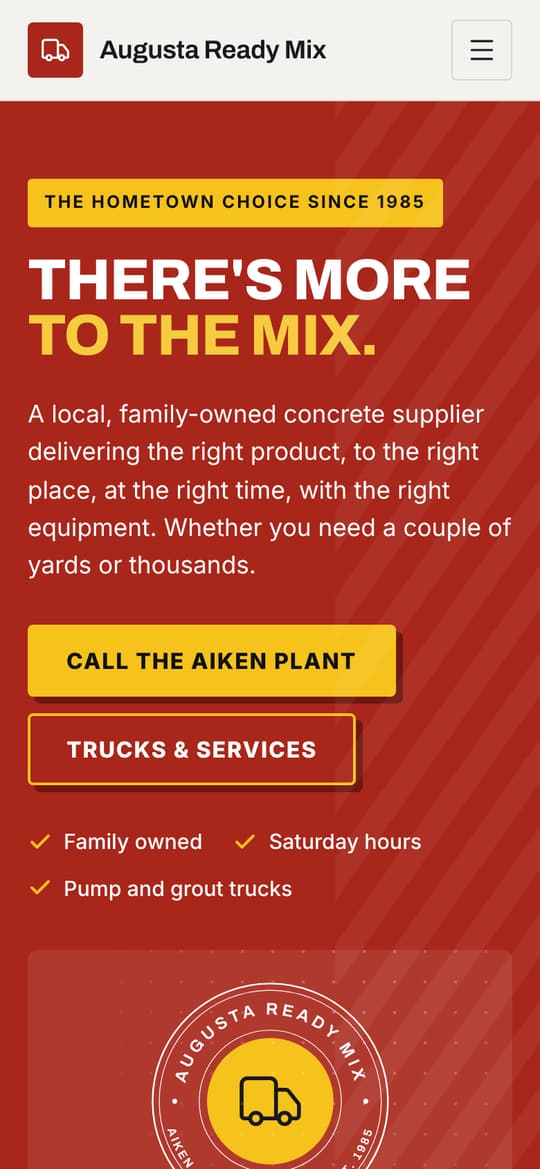 Augusta Ready Mix
THE HOMETOWN CHOICE SINCE 1985
THERE'S MORE
TO THE MIX.
A local, family-owned concrete supplier
delivering the right product, to the right
place, at the right time, with the right
equipment. Whether you need a couple of
yards or thousands.
CALL THE AIKEN PLANT
TRUCKS & SERVICES
Family owned
Saturday hours
Pump and grout trucks
AUGUSTA READY MIX
AIKEN
1985